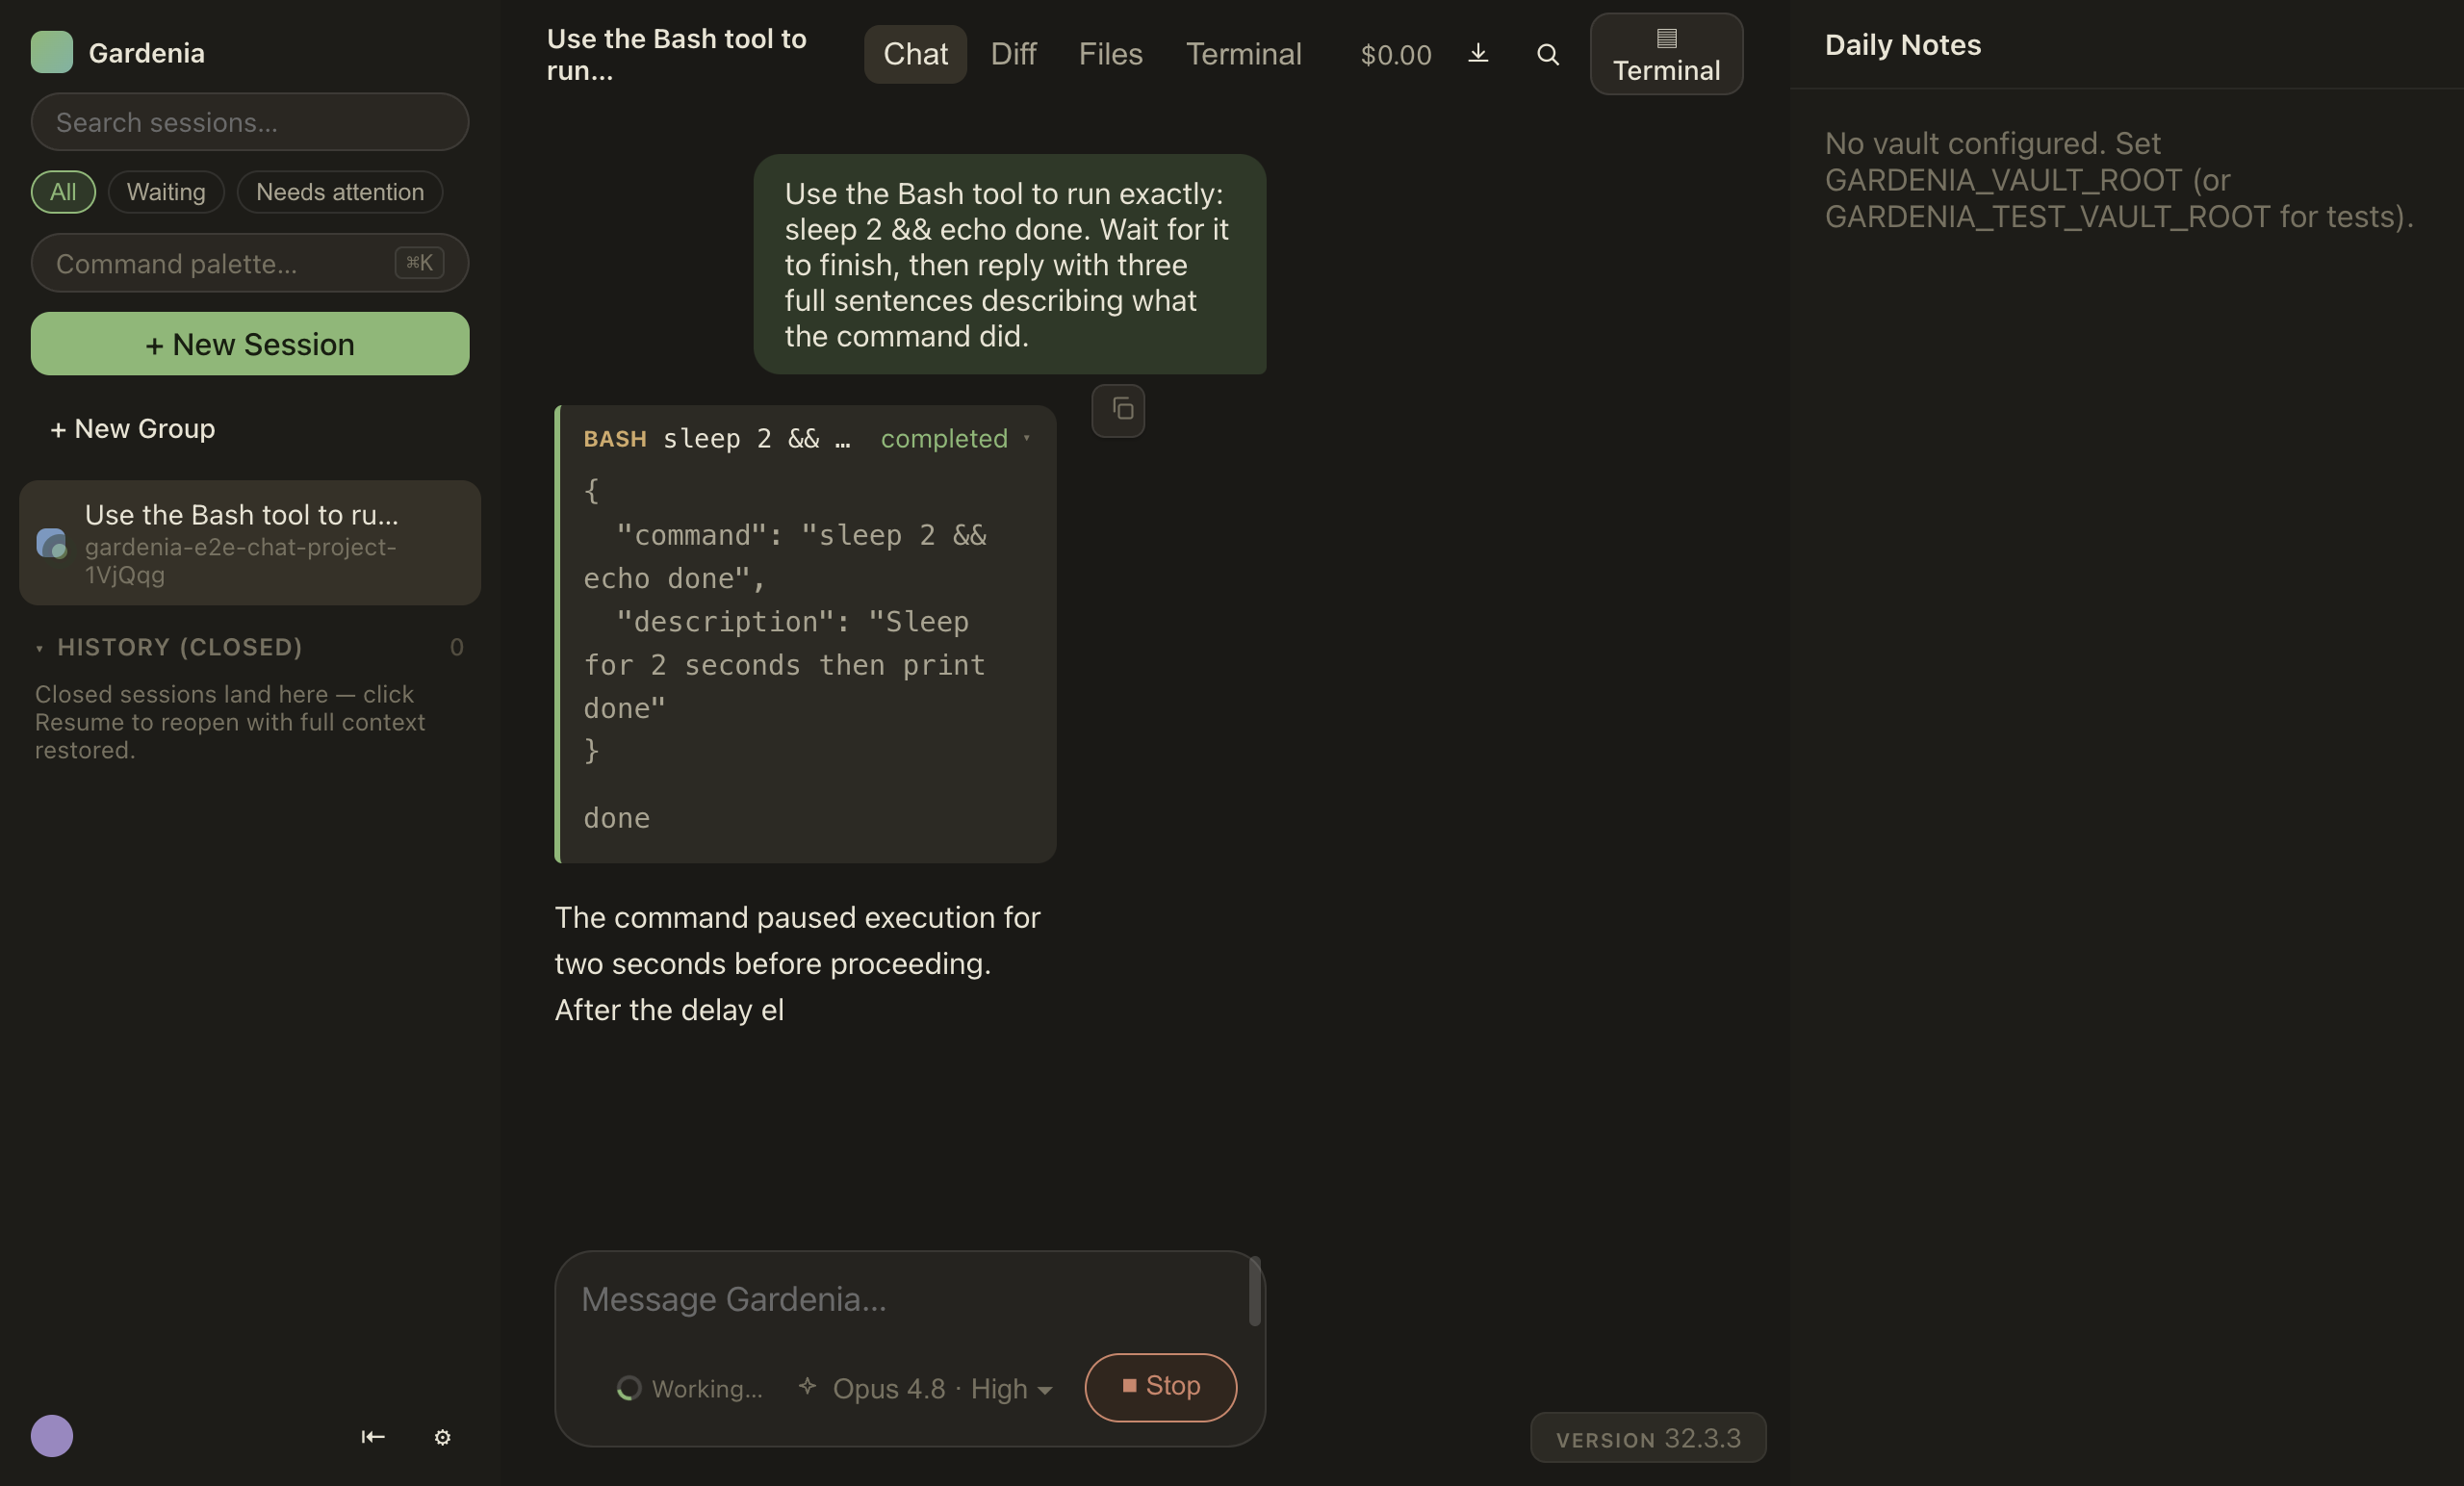 Gardenia
Search sessions...
All
Waiting
Needs attention
Command palette...
⌘K
+ New Session
+ New Group
Use the Bash tool to ru...
gardenia-e2e-chat-project-
1VjQqg
HISTORY (CLOSED)
0
Closed sessions land here — click
Resume to reopen with full context
restored.
Use the Bash tool to
run...
Chat
Diff
Files
Terminal
$0.00
Terminal
Use the Bash tool to run exactly:
sleep 2 && echo done. Wait for it
to finish, then reply with three
full sentences describing what
the command did.
BASH sleep 2 && … completed
{
"command": "sleep 2 &&
echo done",
"description": "Sleep
for 2 seconds then print
done"
}
done
The command paused execution for
two seconds before proceeding.
After the delay el
Message Gardenia...
Working...
Opus 4.8 · High
Stop
VERSION 32.3.3
Daily Notes
No vault configured. Set
GARDENIA_VAULT_ROOT (or
GARDENIA_TEST_VAULT_ROOT for tests).